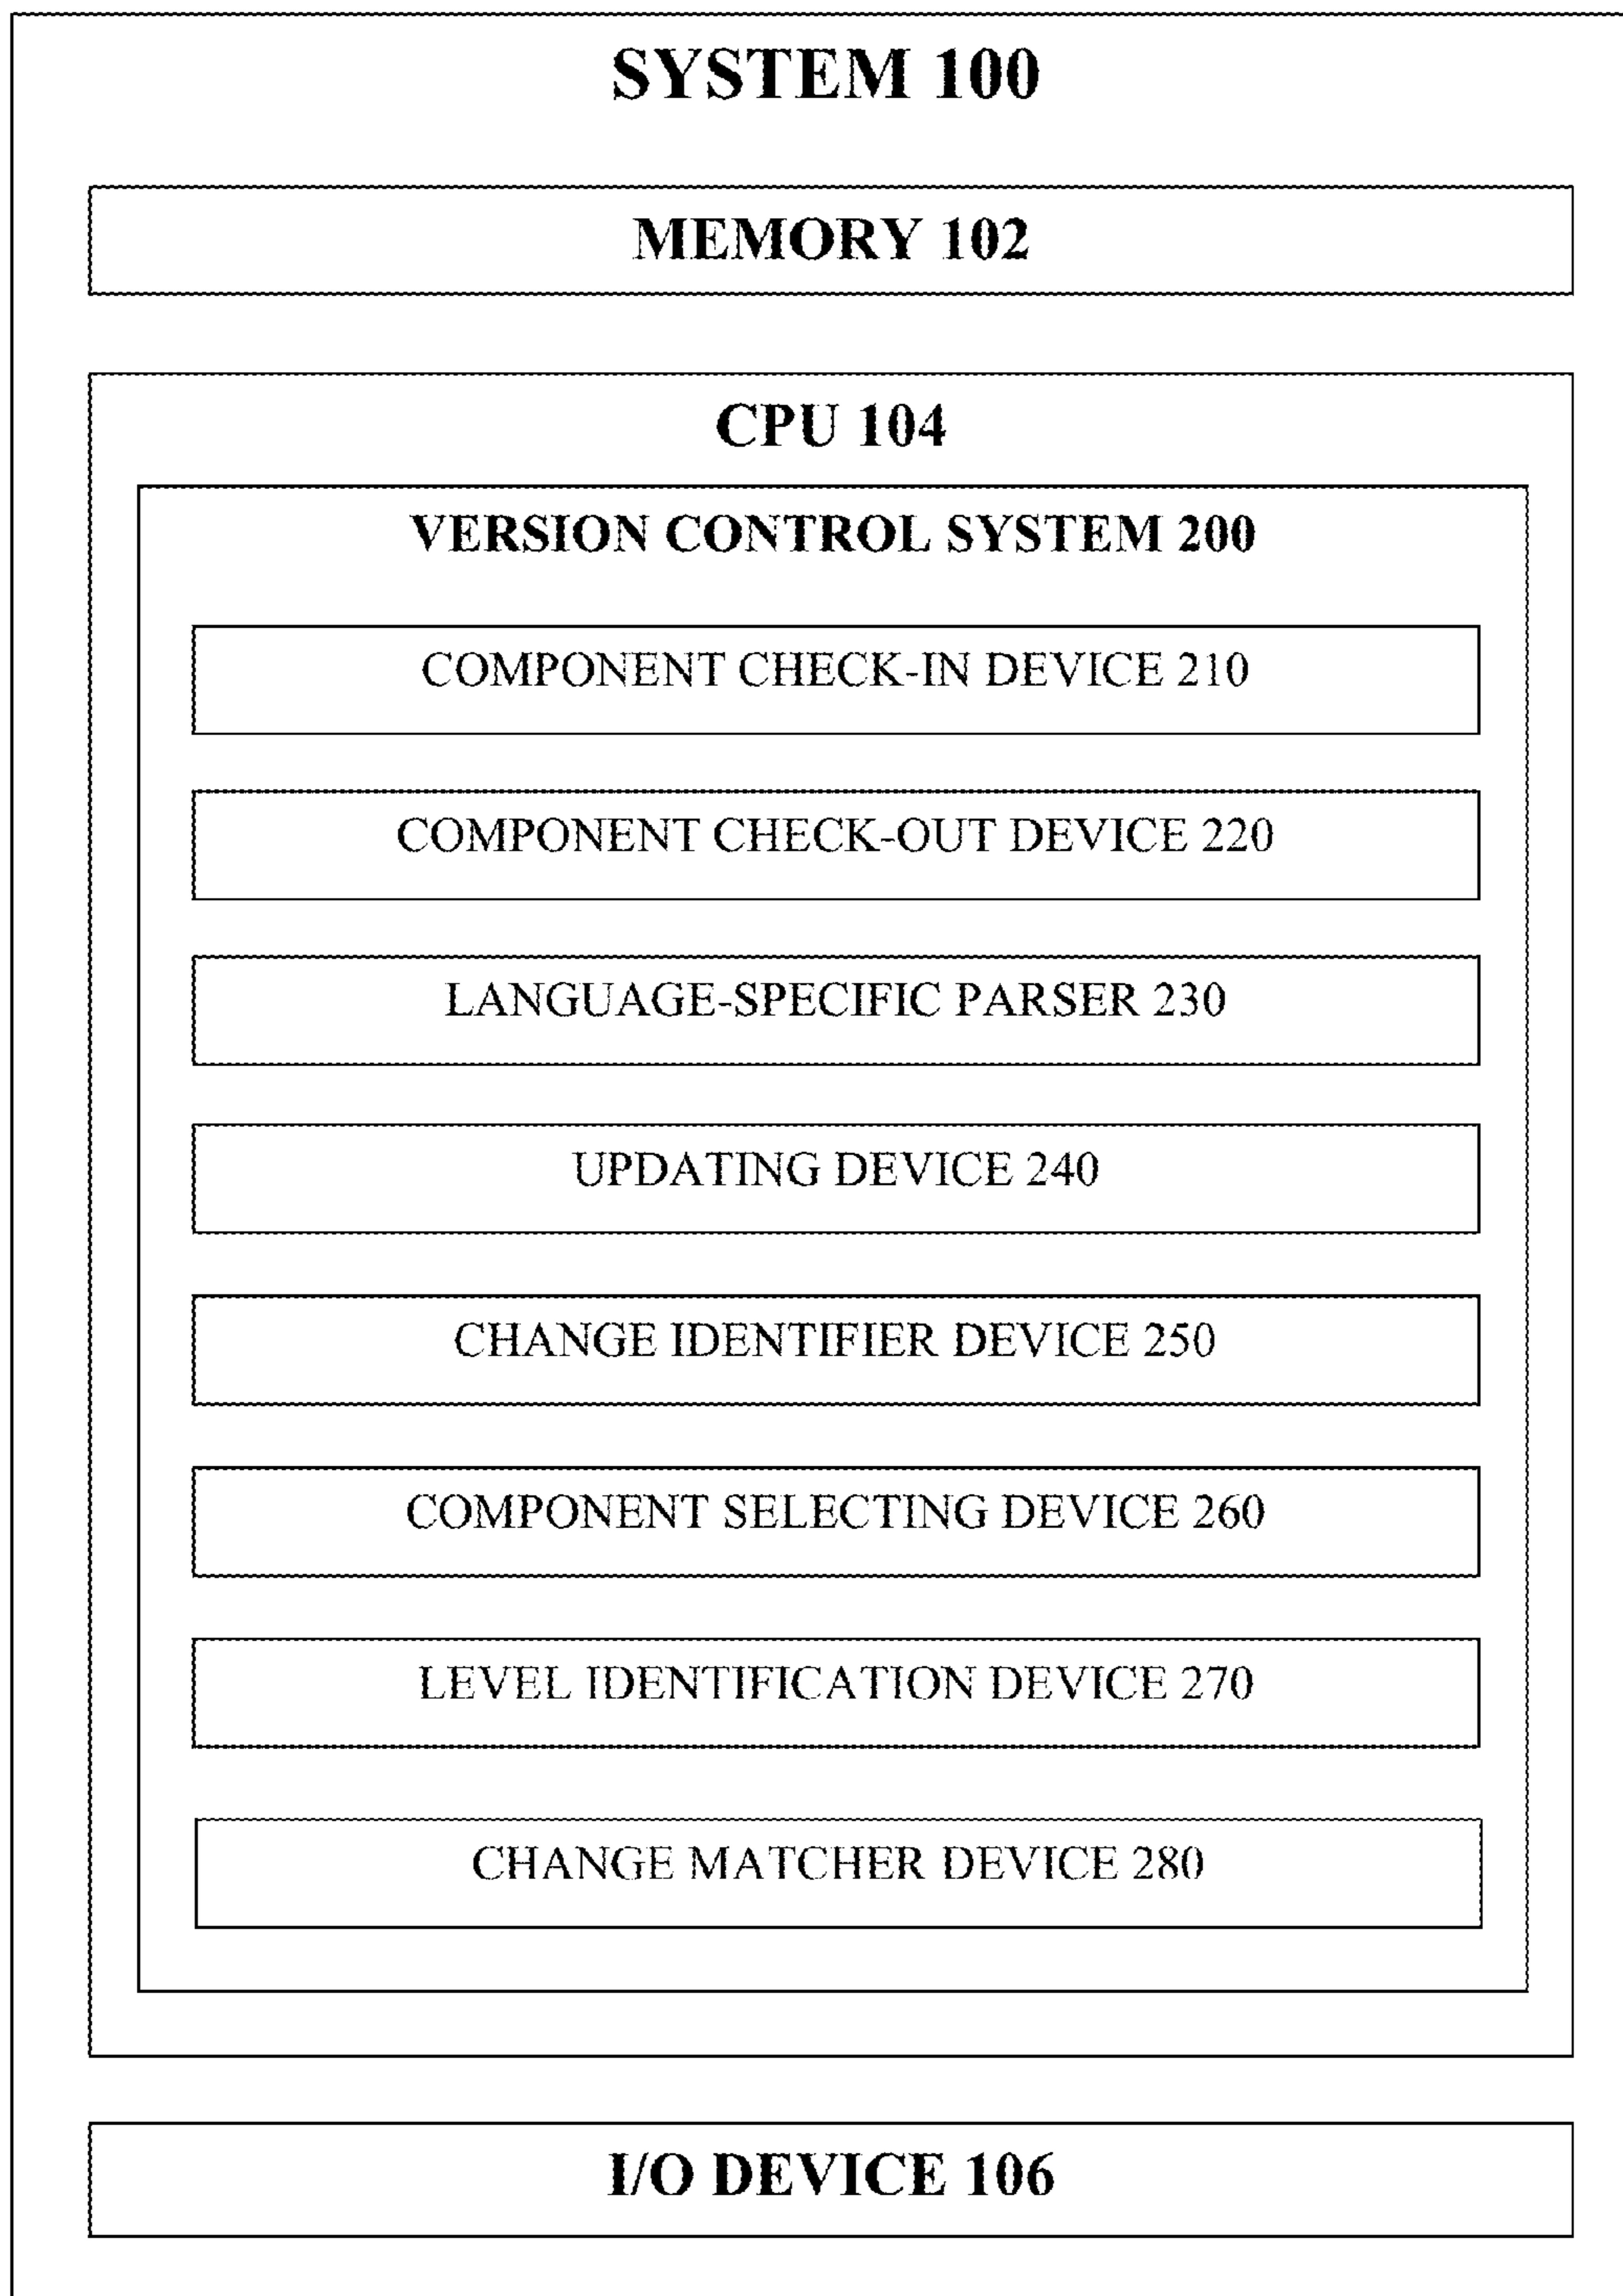 SYSTEM 100
MEMORY 102
CPU 104
VERSION CONTROL SYSTEM 200
COMPONENT CHECK-IN DEVICE 210
COMPONENT CHECK-OUT DEVICE 220
LANGUAGE-SPECIFIC PARSER 230
UPDATING DEVICE 240
CHANGE IDENTIFIER DEVICE 250
COMPONENT SELECTING DEVICE 260
LEVEL IDENTIFICATION DEVICE 270
CHANGE MATCHER DEVICE 280
I/O DEVICE 106